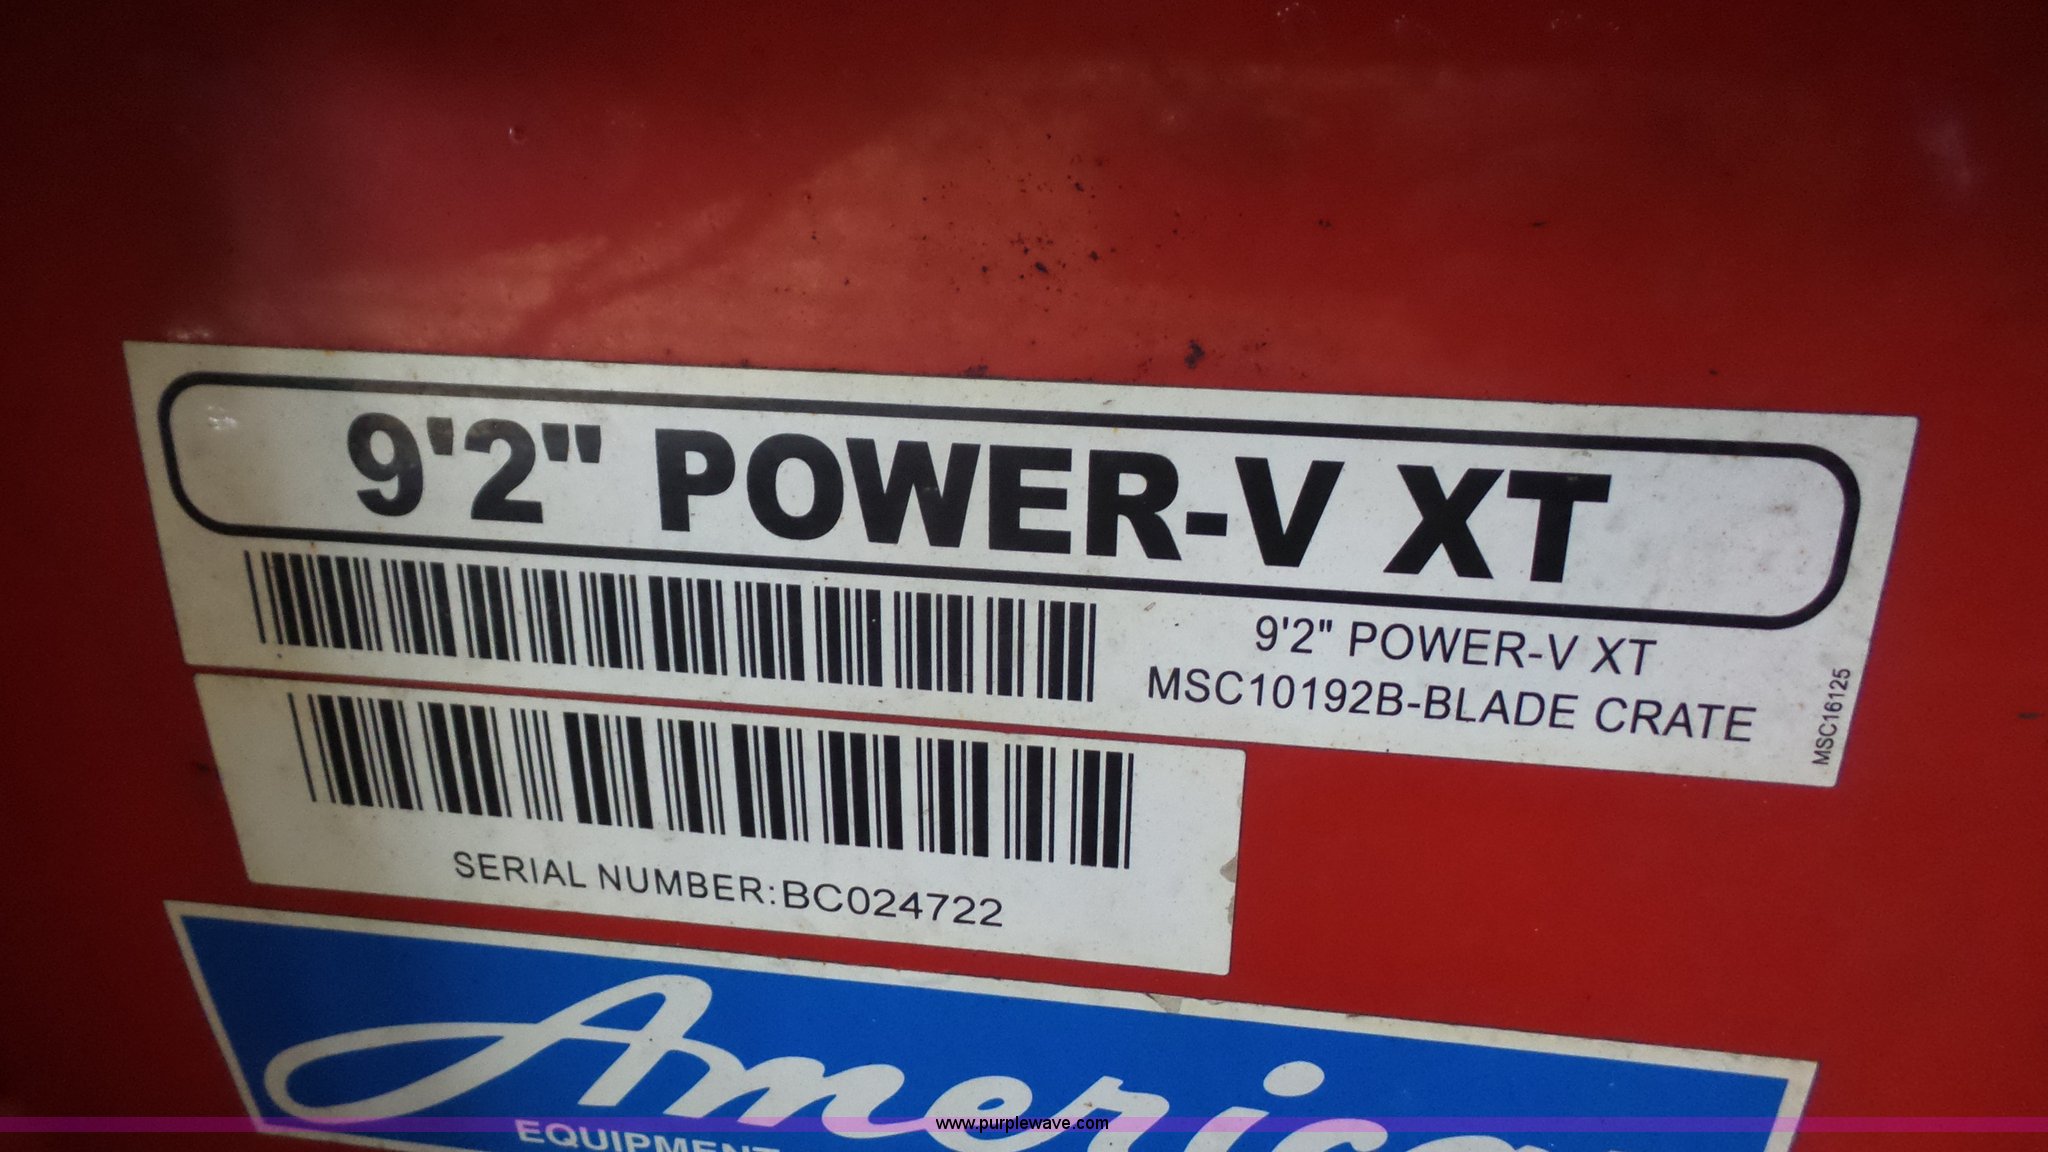 9'2" POWER-V XT
9'2" POWER-V XT
MSC10192B-BLADE CRATE
MSC16125
SERIAL NUMBER:BC024722
EQUIPMENT
www.purplewave.com